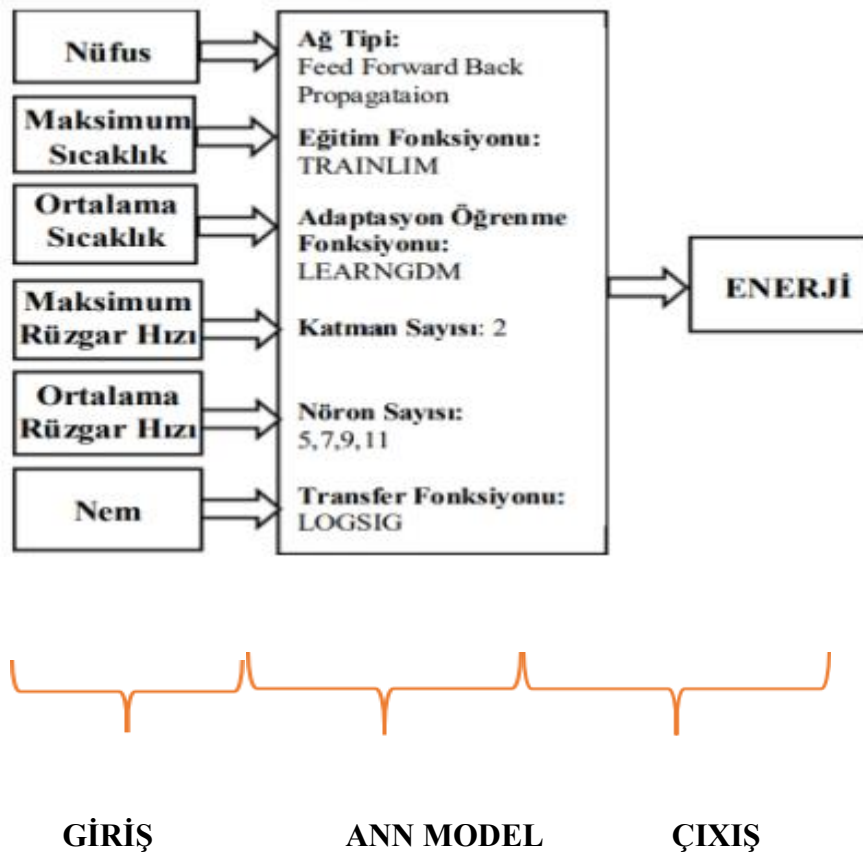 Nüfus
Maksimum
Sıcaklık
Ortalama
Sıcaklık
Maksimum
Rüzgar Hızı
Ortalama
Rüzgar Hızı
Nem
Ağ Tipi:
Feed Forward Back
Propagataion
Eğitim Fonksiyonu:
TRAINLIM
Adaptasyon Öğrenme
Fonksiyonu:
LEARNGDM
Katman Sayısı: 2
Nöron Sayısı:
5,7,9,11
Transfer Fonksiyonu:
LOGSIG
ENERJİ
GİRİŞ ANN MODEL ÇIXIŞ